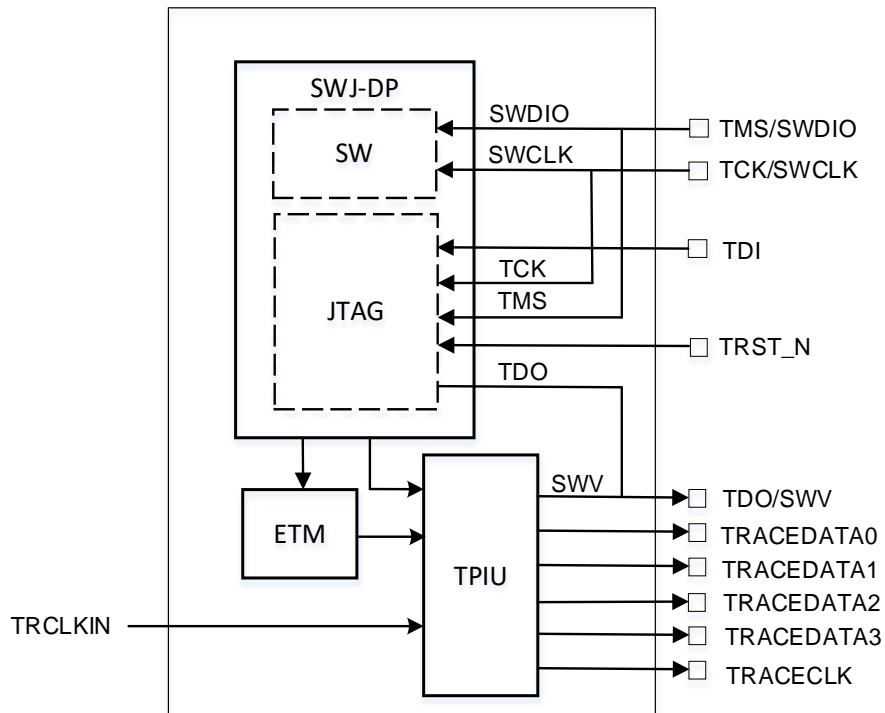 SWJ-DP
SW
SWDIO
TMS/SWDIO
SWCLK
TCK/SWCLK
TDI
TCK
JTAG
TMS
TRST_N
TDO
SWV
TDO/SWV
ETM
TPIU
TRACEDATA0
TRACEDATA1
TRACEDATA2
TRCLKIN
TRACEDATA3
TRACECLK